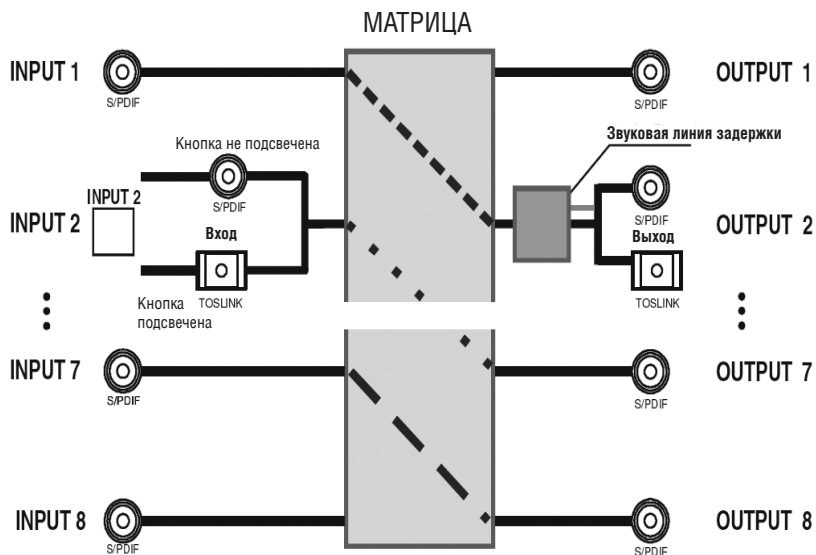 МАТРИЦА
INPUT 1
S/PDIF
S/PDIF
OUTPUT 1
Звуковая линия задержки
Кнопка не подсвечена
S/PDIF
INPUT 2
INPUT 2
Вход
TOSLINK
Кнопка
подсвечена
S/PDIF
Выход
TOSLINK
OUTPUT 2
INPUT 7
S/PDIF
S/PDIF
OUTPUT 7
INPUT 8
S/PDIF
S/PDIF
OUTPUT 8